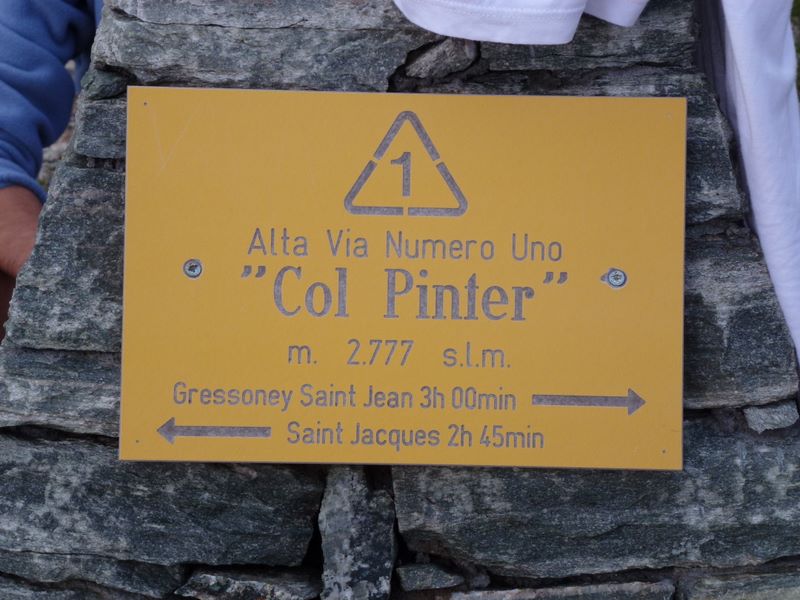 1
Alta Via Numero Uno
"Col Pinter"
m. 2.777 s.l.m.
Gressoney Saint Jean 3h 00min
Saint Jacques 2h 45min